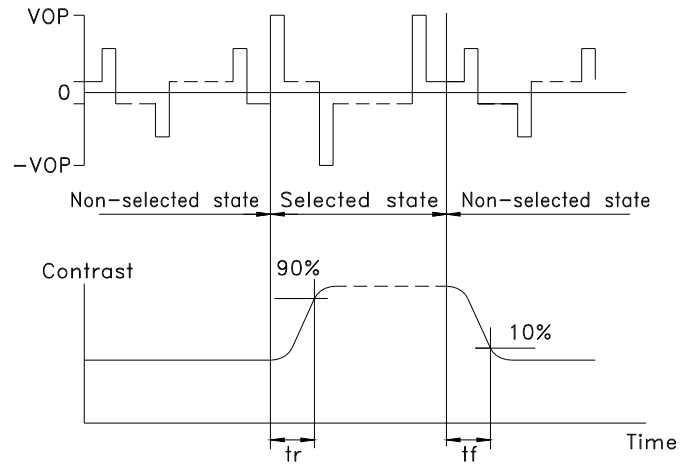 VOP
0
-VOP
Non-selected state
Selected state
Non-selected state
Contrast
90%
10%
Time
tr
tf